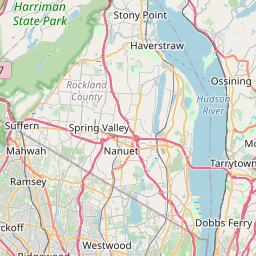 Harriman
State Park
Stony Point
Haverstraw
7
Rockland
County
Ossining
Hudson
River
Suffern
Spring Valley
Mahwah
Nanuet
Tarrytown
Ramsey
Dobbs Ferry
Westwood